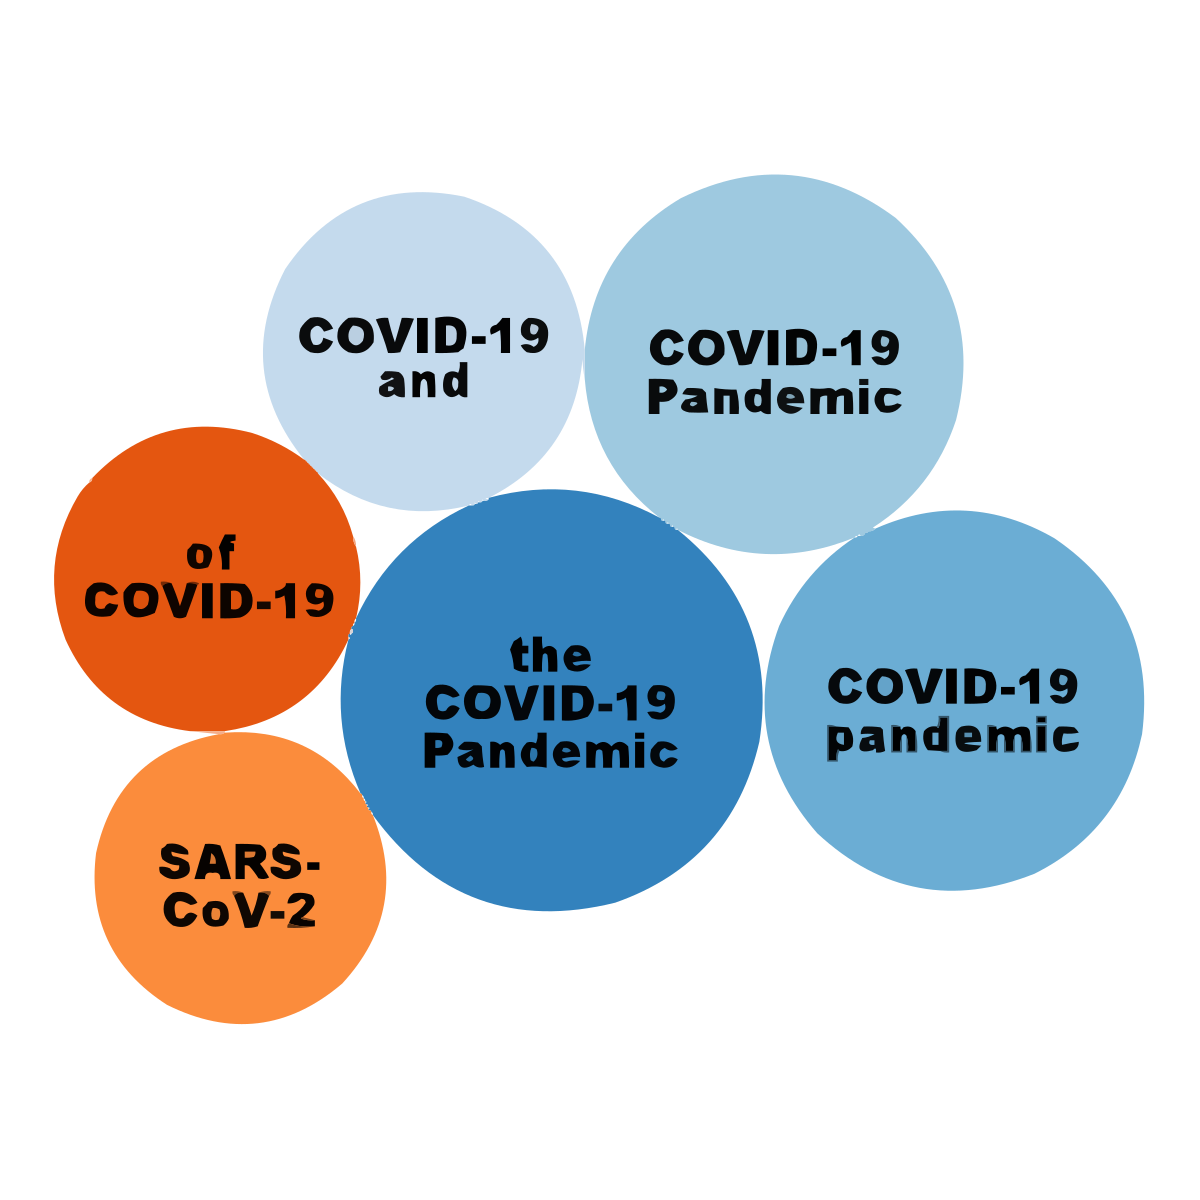 COVID-19
and
COVID-19
Pandemic
of
COVID-19
the
COVID-19
Pandemic
COVID-19
pandemic
SARS-
CoV-2